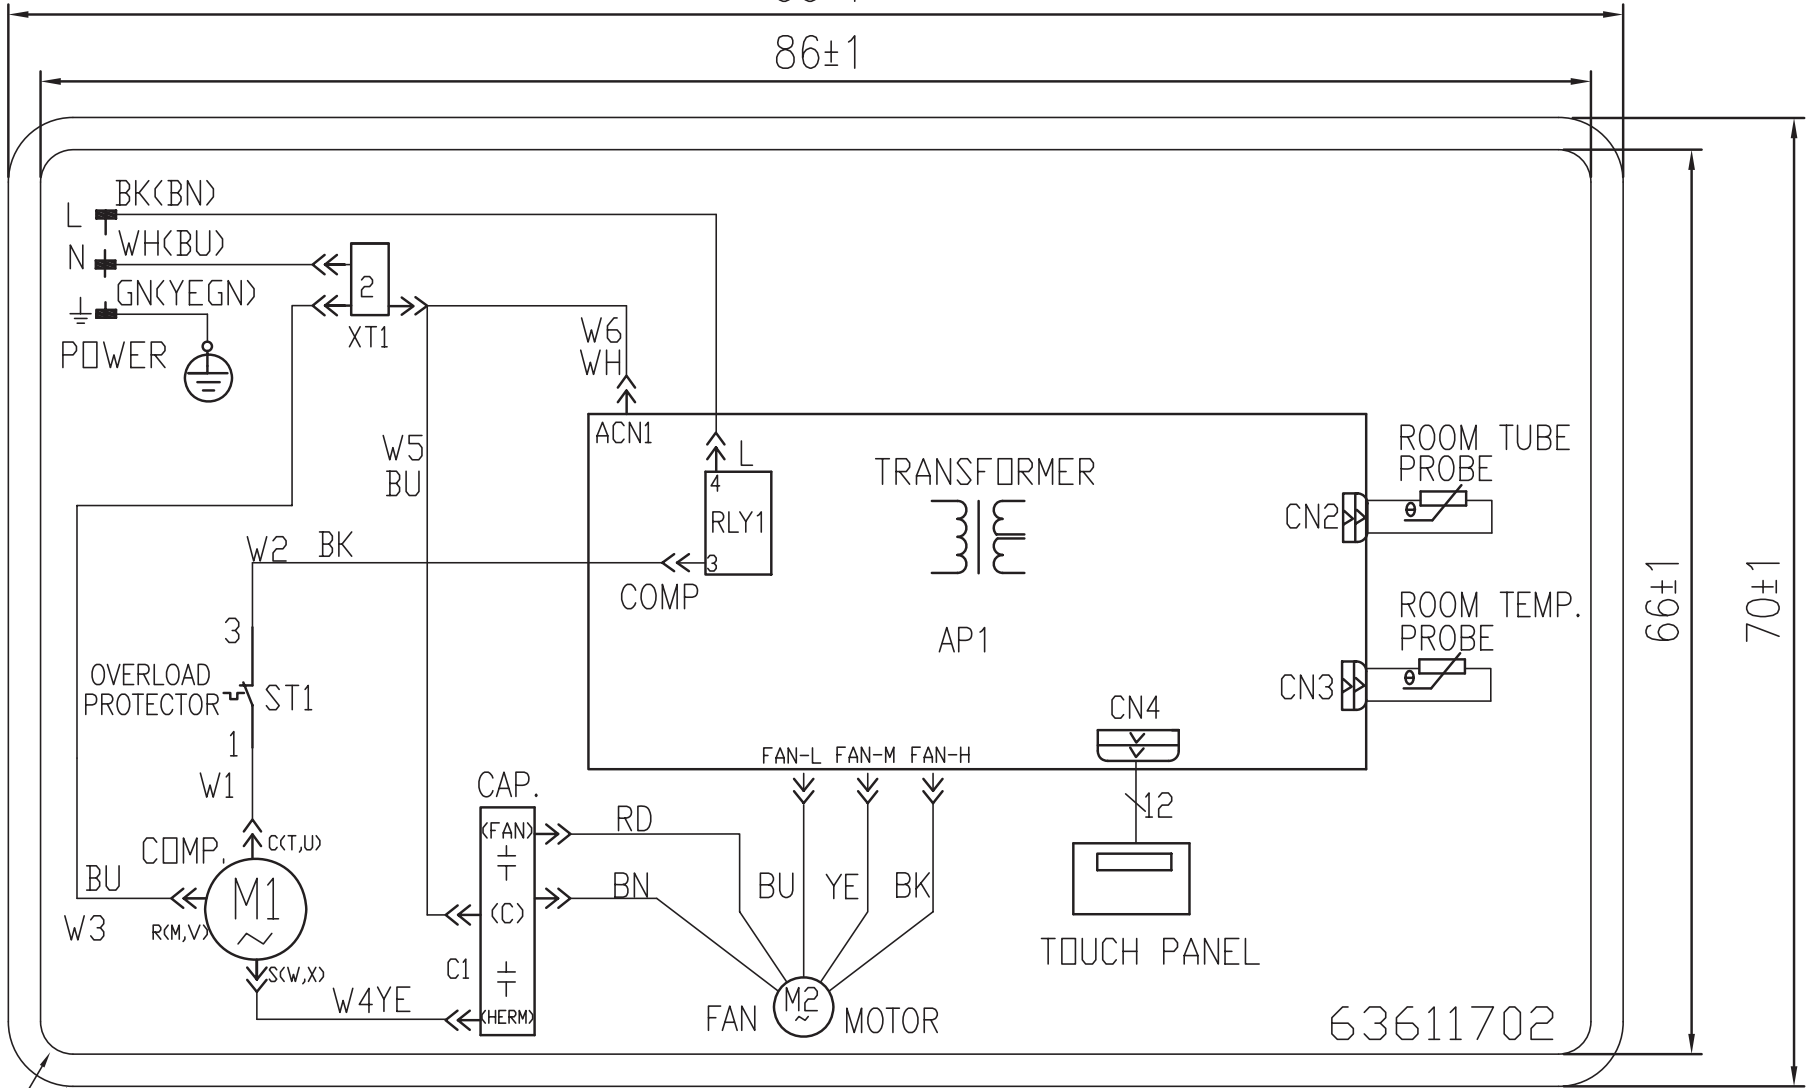 86±1
BK(BN)
L
WH(BU)
N
GN(YEGN)
POWER
2
XT1
W6
WH
W5
BU
ACN1
L
4
RLY1
3
COMP
TRANSFORMER
AP1
ROOM TUBE
PROBE
CN2
θ
ROOM TEMP.
PROBE
CN3
θ
66±1
70±1
W2 BK
3
OVERLOAD
PROTECTOR
ST1
1
W1
COMP.
C(T,U)
M1
BU
W3
R(M,V)
S(W,X)
W4YE
CAP.
(FAN)
(C)
C1
(HERM)
RD
BN
FAN-L FAN-M FAN-H
BU YE BK
FAN M2 MOTOR
CN4
12
TOUCH PANEL
63611702